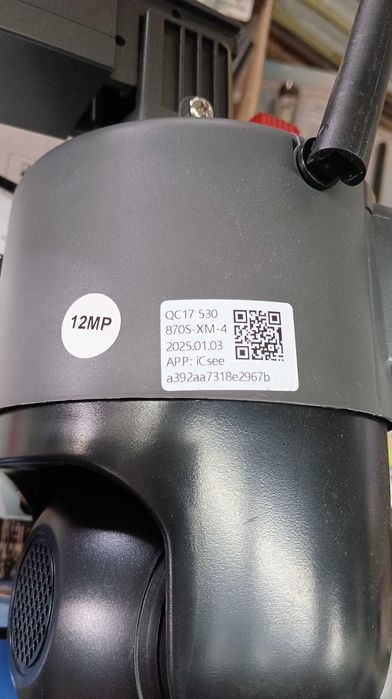 12MP
QC17 530
870S-XM-4
2025.01.03
APP: iCsee
a392aa7318e2967b